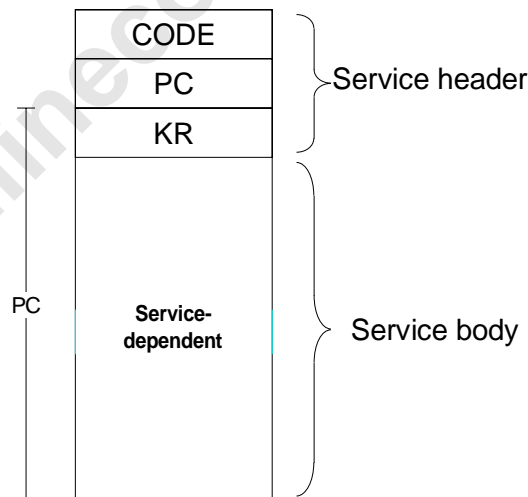 CODE
PC
Service header
KR
PC
Service-
dependent
Service body